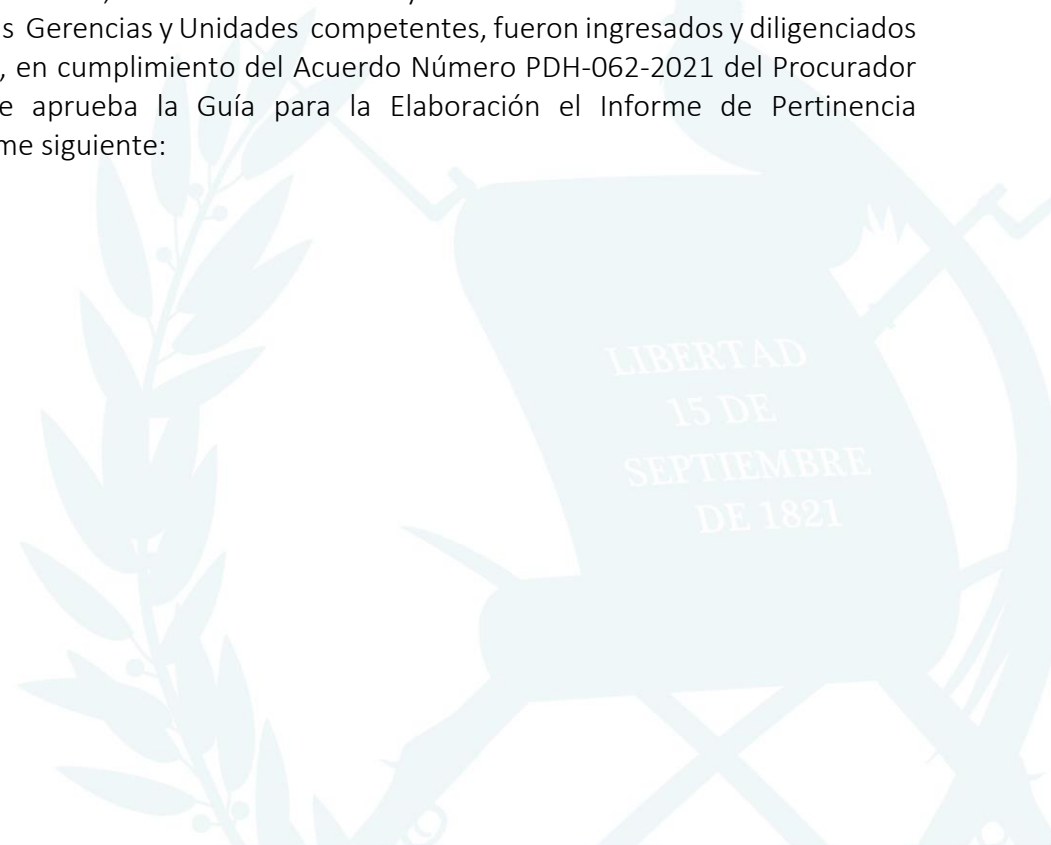 s Gerencias y Unidades competentes, fueron ingresados y diligenciados
, en cumplimiento del Acuerdo Número PDH-062-2021 del Procurador
e aprueba la Guía para la Elaboración el Informe de Pertinencia
me siguiente:
LIBERTAD
15 DE
SEPTIEMBRE
DE 1821